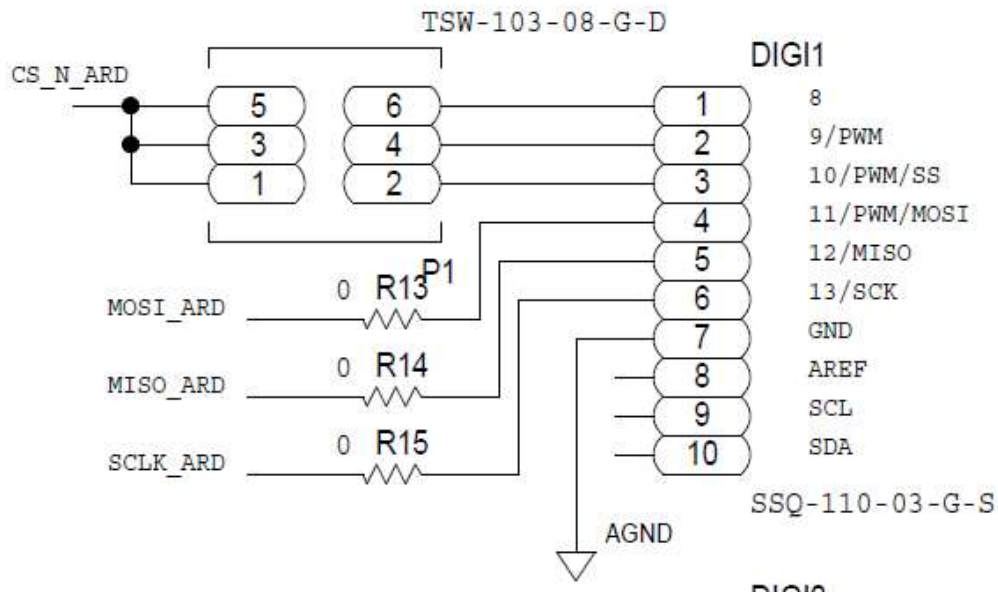 TSW-103-08-G-D
DIGI1
CS_N_ARD
5 6 1 8
3 4 2 9/PWM
1 2 3 10/PWM/SS
4 11/PWM/MOSI
5 12/MISO
P1
MOSI_ARD 0 R13 6 13/SCK
7 GND
MISO_ARD 0 R14 8 AREF
9 SCL
SCLK_ARD 0 R15 10 SDA
SSQ-110-03-G-S
AGND